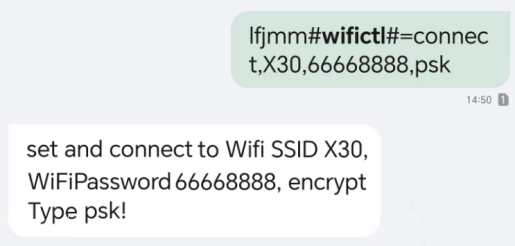 lfjmm#wifictl#=connec
t,X30,66668888,psk
14:50 1
set and connect to Wifi SSID X30,
WiFiPassword 66668888, encrypt
Type psk!